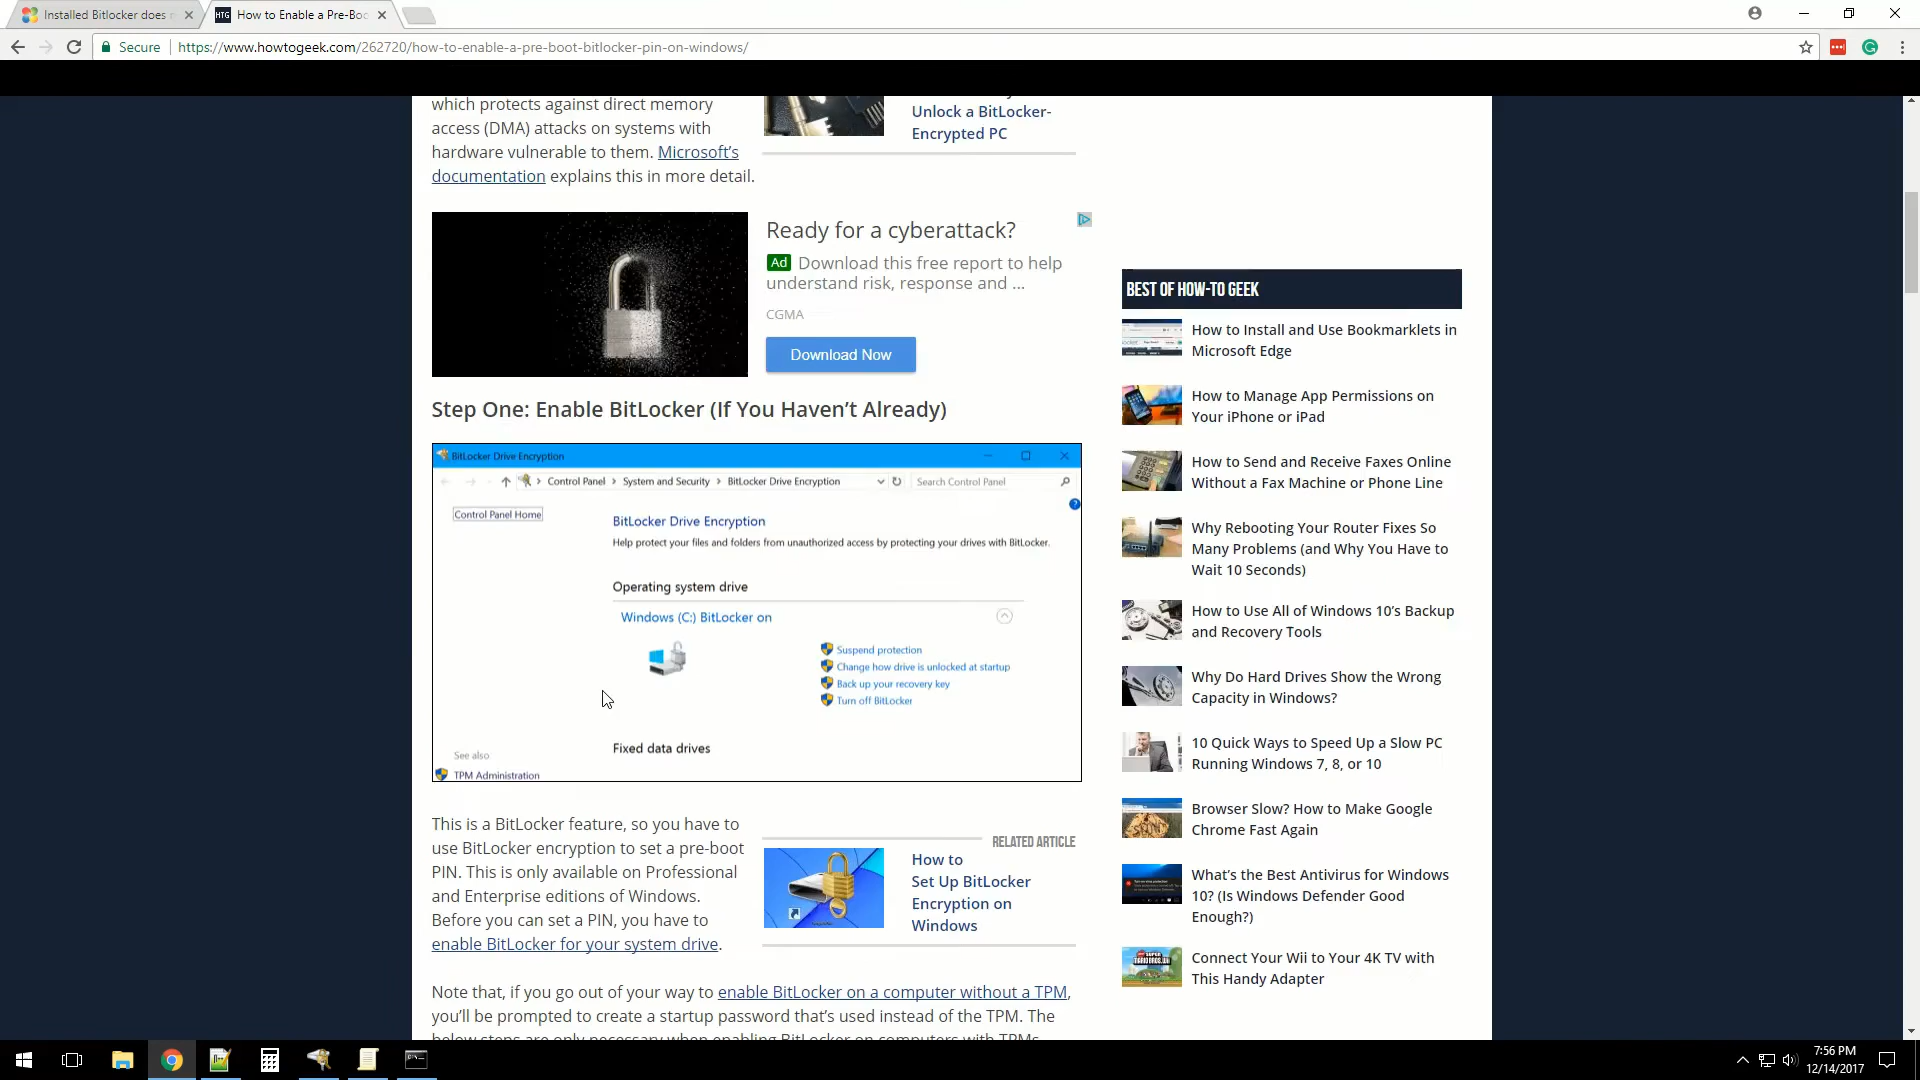 Installed Bitlocker does
How to Enable a Pre-Boo
HTG
Secure
https://www.howtogeek.com/262720/how-to-enable-a-pre-boot-bitlocker-pin-on-windows/
which protects against direct memory
access (DMA) attacks on systems with
hardware vulnerable to them. Microsoft’s
documentation explains this in more detail.
Unlock a BitLocker-
Encrypted PC
Ready for a cyberattack?
Ad Download this free report to help
understand risk, response and ...
CGMA
Download Now
Step One: Enable BitLocker (If You Haven’t Already)
BitLocker Drive Encryption
Control Panel > System and Security > BitLocker Drive Encryption
Search Control Panel
Control Panel Home
BitLocker Drive Encryption
Help protect your files and folders from unauthorized access by protecting your drives with BitLocker.
Operating system drive
Windows (C:) BitLocker on
Suspend protection
Change how drive is unlocked at startup
Back up your recovery key
Turn off BitLocker
Fixed data drives
See also
TPM Administration
This is a BitLocker feature, so you have to
use BitLocker encryption to set a pre-boot
PIN. This is only available on Professional
and Enterprise editions of Windows.
Before you can set a PIN, you have to
enable BitLocker for your system drive.
RELATED ARTICLE
How to
Set Up BitLocker
Encryption on
Windows
Note that, if you go out of your way to enable BitLocker on a computer without a TPM,
you’ll be prompted to create a startup password that’s used instead of the TPM. The
below steps are only necessary when enabling BitLocker on computers with TPMs
BEST OF HOW-TO GEEK
How to Install and Use Bookmarklets in
Microsoft Edge
How to Manage App Permissions on
Your iPhone or iPad
How to Send and Receive Faxes Online
Without a Fax Machine or Phone Line
Why Rebooting Your Router Fixes So
Many Problems (and Why You Have to
Wait 10 Seconds)
How to Use All of Windows 10’s Backup
and Recovery Tools
Why Do Hard Drives Show the Wrong
Capacity in Windows?
10 Quick Ways to Speed Up a Slow PC
Running Windows 7, 8, or 10
Browser Slow? How to Make Google
Chrome Fast Again
What’s the Best Antivirus for Windows
10? (Is Windows Defender Good
Enough?)
Connect Your Wii to Your 4K TV with
This Handy Adapter
7:56 PM
12/14/2017